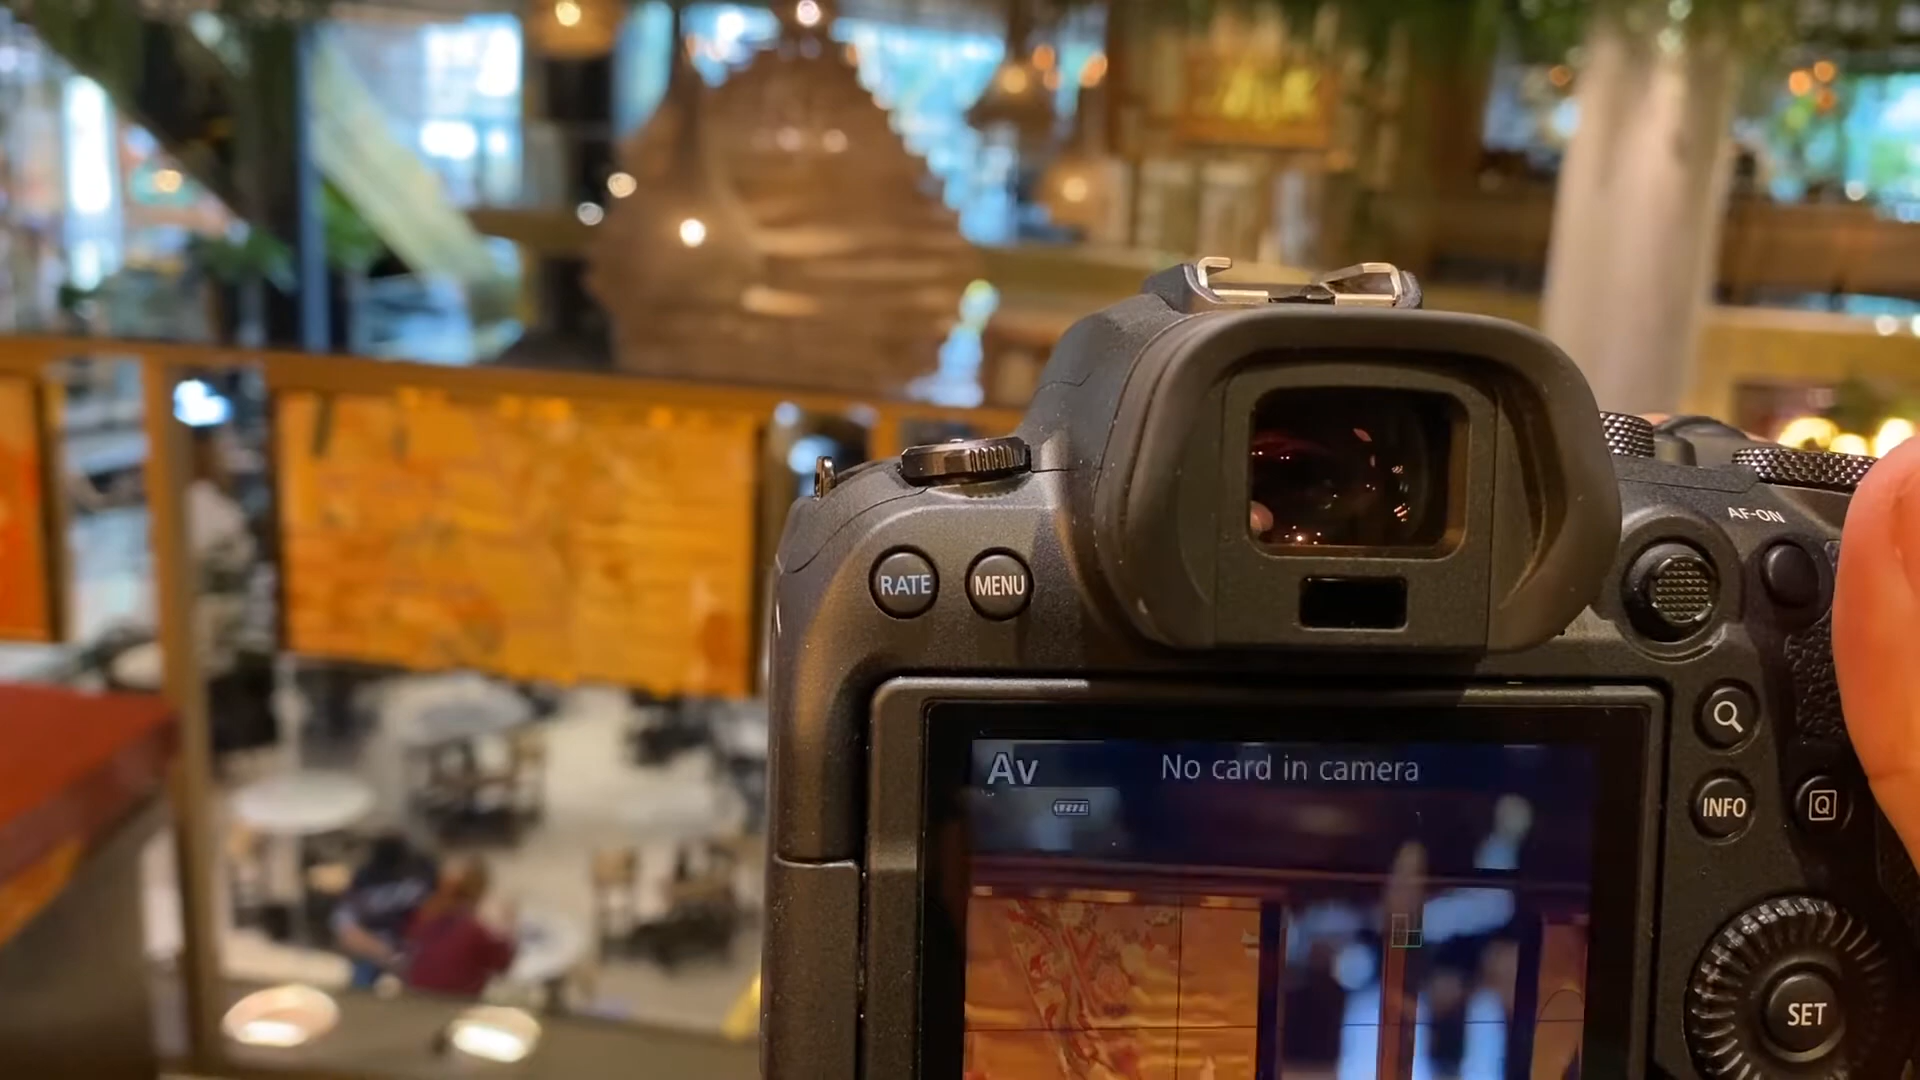 RATE MENU
AF-ON
Av No card in camera
INFO Q
SET